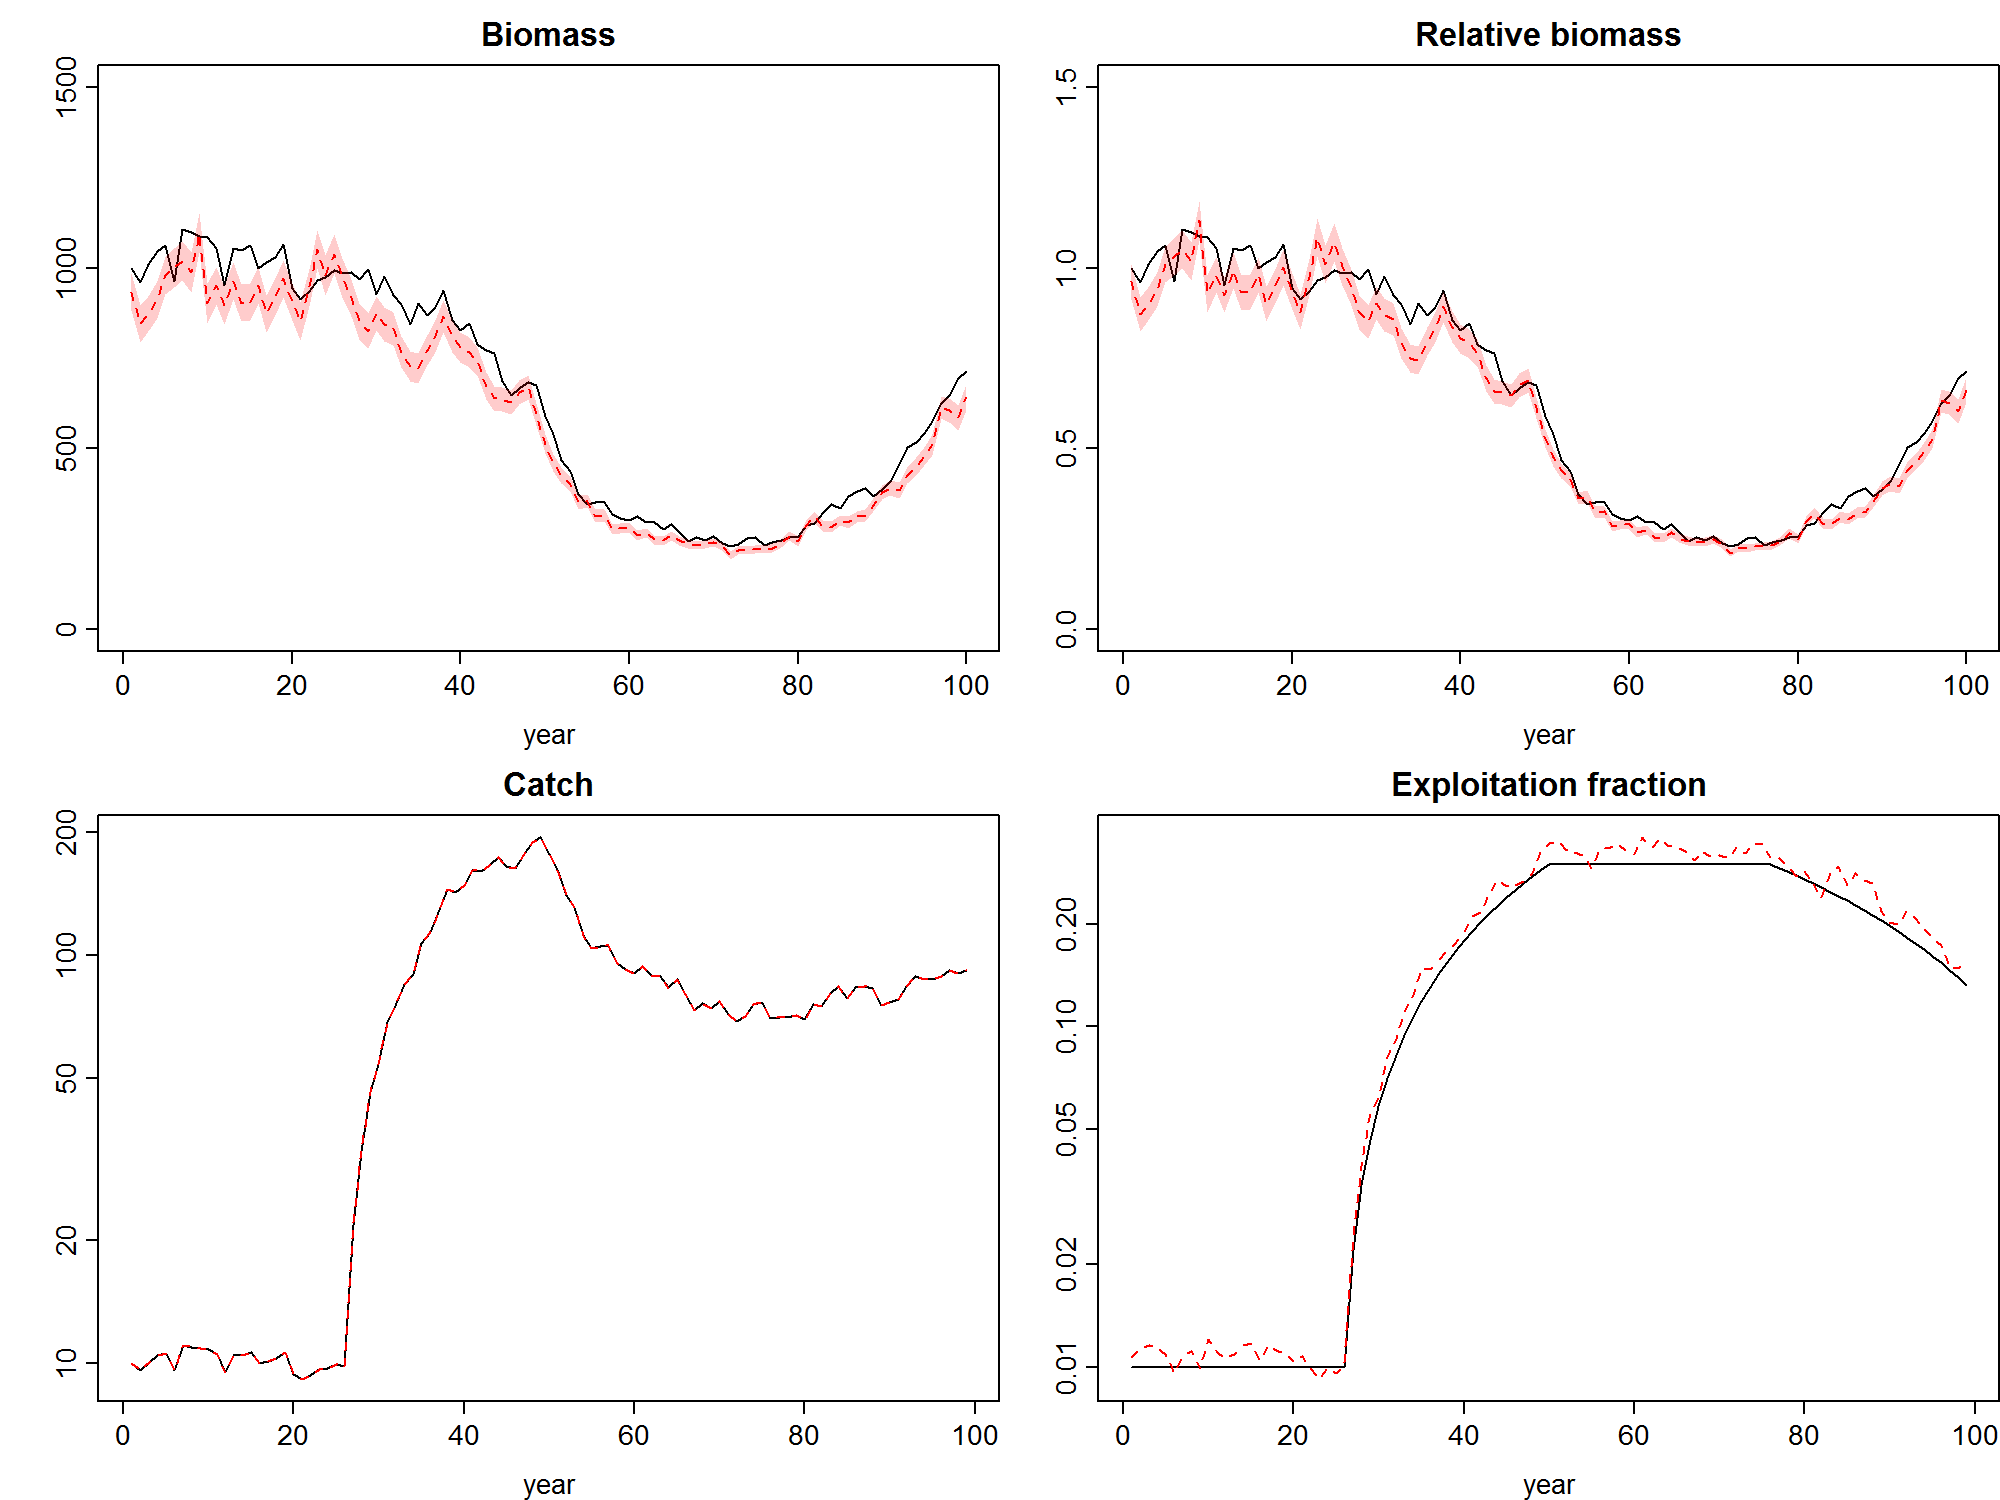 Biomass
1500
1000
500
0
0 20 40 60 80 100
year
Relative biomass
1.5
1.0
0.5
0.0
0 20 40 60 80 100
year
Catch
200
100
50
20
10
0 20 40 60 80 100
year
Exploitation fraction
0.20
0.10
0.05
0.02
0.01
0 20 40 60 80 100
year